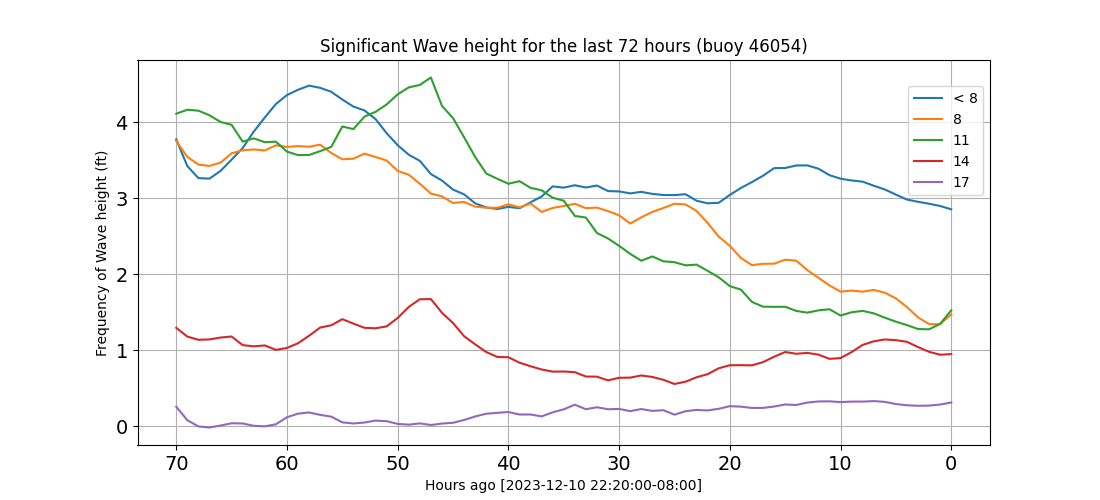 Significant Wave height for the last 72 hours (buoy 46054)
Frequency of Wave height (ft)
4
3
2
1
0
< 8
8
11
14
17
70 60 50 40 30 20 10 0
Hours ago [2023-12-10 22:20:00-08:00]